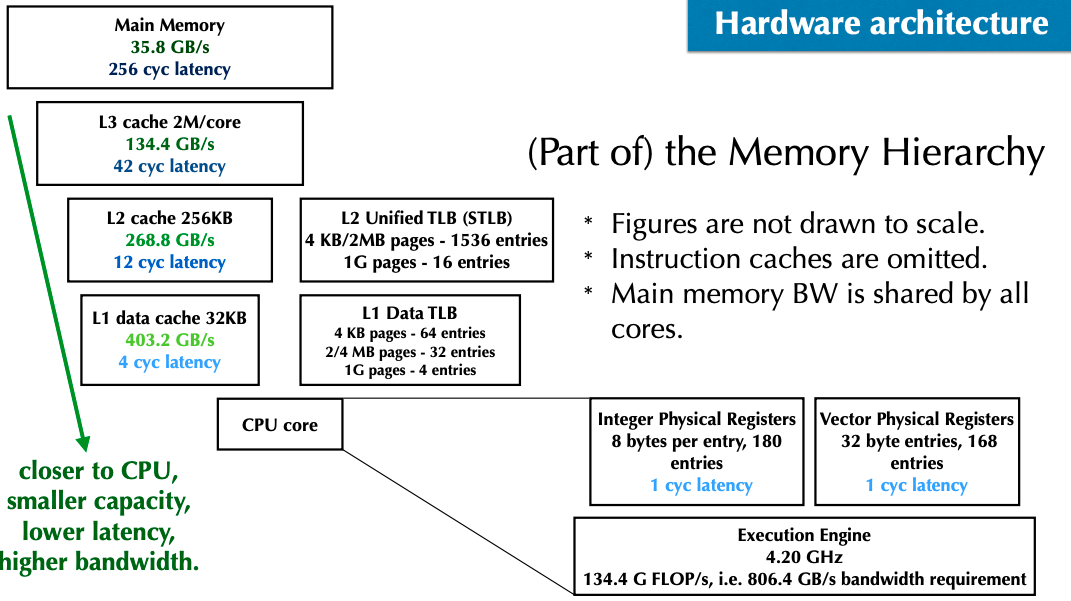 Hardware architecture
Main Memory
35.8 GB/s
256 cyc latency
L3 cache 2M/core
134.4 GB/s
42 cyc latency
(Part of) the Memory Hierarchy
L2 cache 256KB
268.8 GB/s
12 cyc latency
L2 Unified TLB (STLB)
4 KB/2MB pages - 1536 entries
1G pages - 16 entries
* Figures are not drawn to scale.
* Instruction caches are omitted.
* Main memory BW is shared by all
cores.
L1 data cache 32KB
403.2 GB/s
4 cyc latency
L1 Data TLB
4 KB pages - 64 entries
2/4 MB pages - 32 entries
1G pages - 4 entries
CPU core
Integer Physical Registers
8 bytes per entry, 180
entries
1 cyc latency
Vector Physical Registers
32 byte entries, 168
entries
1 cyc latency
closer to CPU,
smaller capacity,
lower latency,
higher bandwidth.
Execution Engine
4.20 GHz
134.4 G FLOP/s, i.e. 806.4 GB/s bandwidth requirement